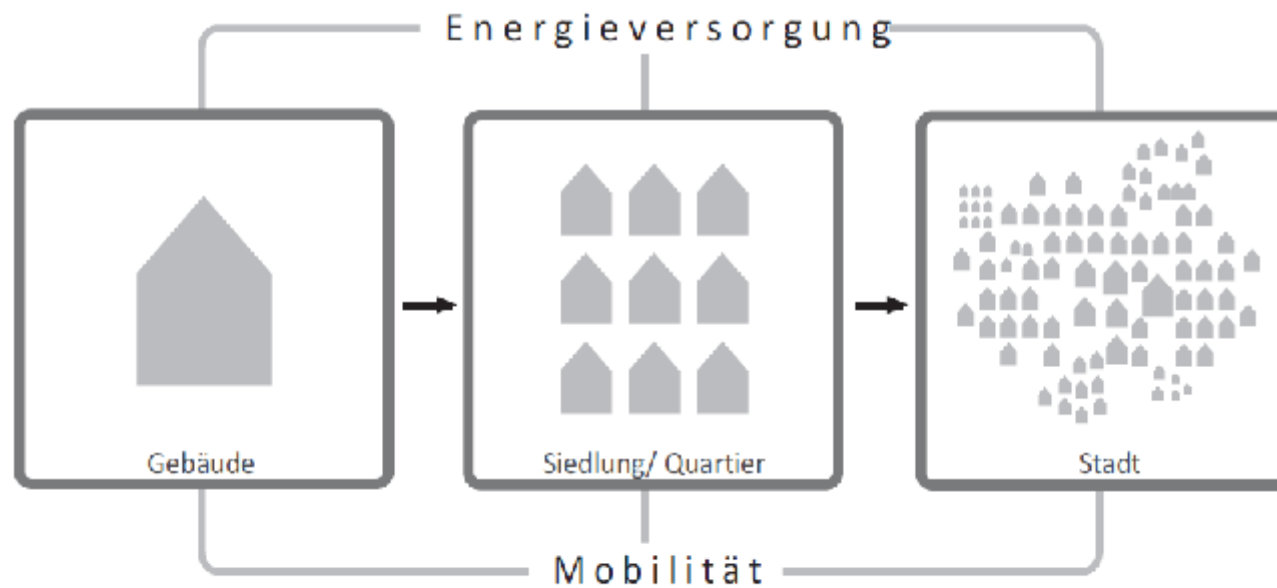 Energieversorgung
Gebäude
Siedlung/ Quartier
Stadt
Mobilität